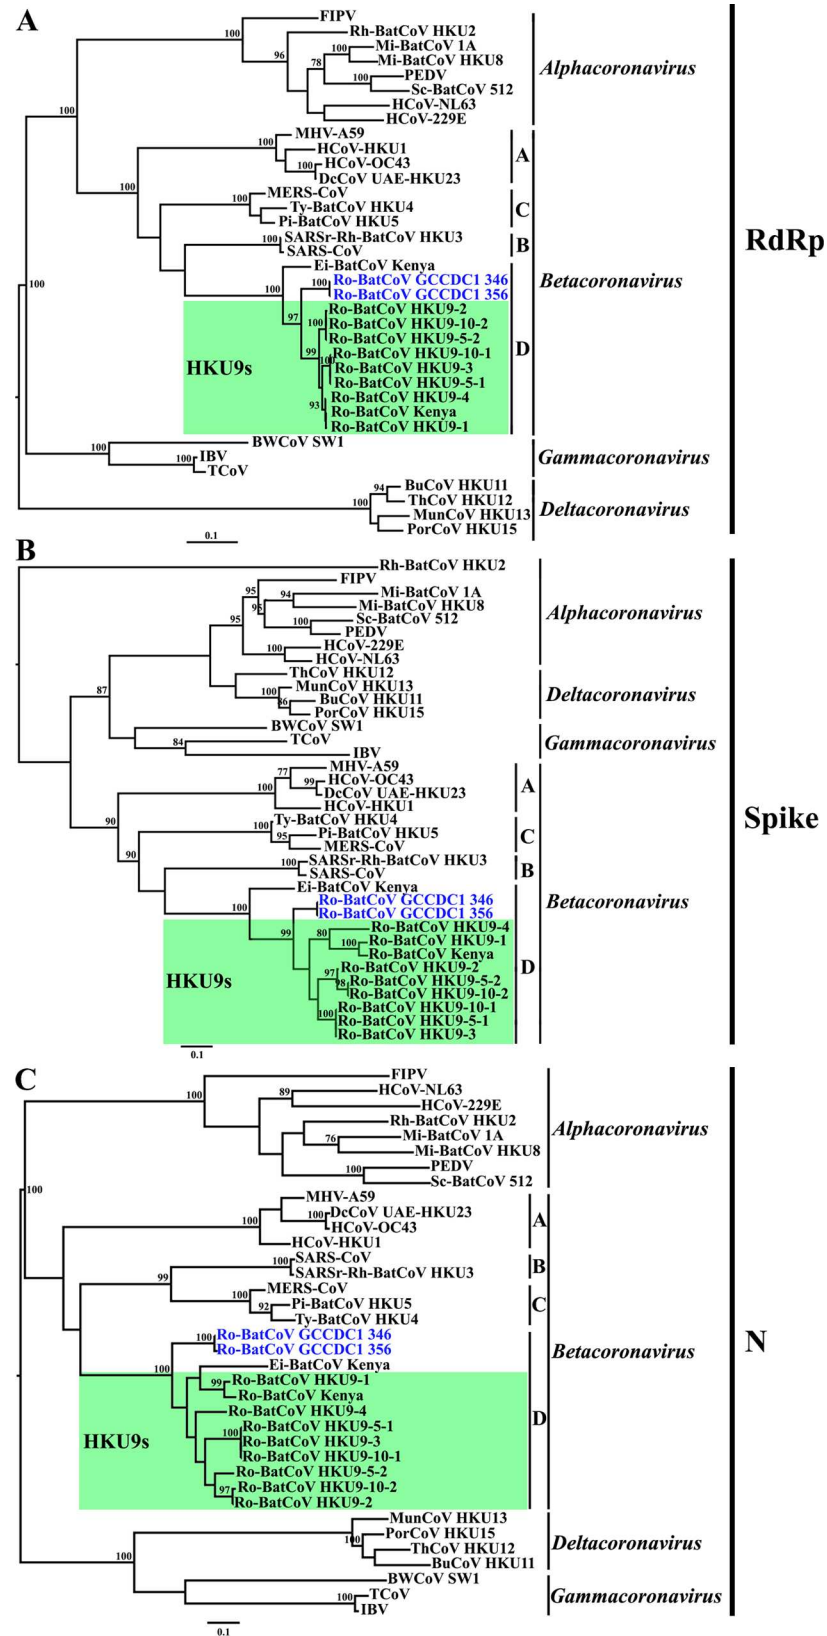 A
FIPV
Rh-BatCoV HKU2
100
Mi-BatCoV 1A
100
96
Mi-BatCoV HKU8
78
PEDV
100
Sc-BatCoV 512
HCoV-NL63
HCoV-229E
Alphacoronavirus
100
MHV-A59
100
HCoV-HKU1
HCoV-OC43
100
DcCoV UAE-HKU23
A
100
MERS-CoV
100
Ty-BatCoV HKU4
Pi-BatCoV HKU5
C
SARSr-Rh-BatCoV HKU3
100
SARS-CoV
B
RdRp
Ei-BatCoV Kenya
Ro-BatCoV GCCDC1 346
100
Ro-BatCoV GCCDC1 356
100
Betacoronavirus
Ro-BatCoV HKU9-2
97
Ro-BatCoV HKU9-10-2
100
Ro-BatCoV HKU9-5-2
Ro-BatCoV HKU9-10-1
99
100
Ro-BatCoV HKU9-3
HKU9s
Ro-BatCoV HKU9-5-1
Ro-BatCoV HKU9-4
93
Ro-BatCoV Kenya
Ro-BatCoV HKU9-1
D
BWCoV SW1
100
IBV
100
TCoV
Gammacoronavirus
BuCoV HKU11
94
ThCoV HKU12
100
MunCoV HKU13
PorCoV HKU15
Deltacoronavirus
0.1
B
Rh-BatCoV HKU2
FIPV
95
Mi-BatCoV 1A
94
95
Mi-BatCoV HKU8
95
Sc-BatCoV 512
100
PEDV
HCoV-229E
100
HCoV-NL63
Alphacoronavirus
ThCoV HKU12
MunCoV HKU13
100
BuCoV HKU11
86
PorCoV HKU15
Deltacoronavirus
87
BWCoV SW1
TCoV
84
IBV
Gammacoronavirus
MHV-A59
77
HCoV-OC43
99
100
DcCoV UAE-HKU23
HCoV-HKU1
A
90
Ty-BatCoV HKU4
100
Pi-BatCoV HKU5
95
MERS-CoV
C
Spike
90
SARSr-Rh-BatCoV HKU3
100
SARS-CoV
B
Ei-BatCoV Kenya
Ro-BatCoV GCCDC1 346
Ro-BatCoV GCCDC1 356
100
Betacoronavirus
Ro-BatCoV HKU9-4
99
80
Ro-BatCoV HKU9-1
100
Ro-BatCoV Kenya
Ro-BatCoV HKU9-2
97
Ro-BatCoV HKU9-5-2
98
Ro-BatCoV HKU9-10-2
HKU9s
Ro-BatCoV HKU9-10-1
100
Ro-BatCoV HKU9-5-1
Ro-BatCoV HKU9-3
D
0.1
C
FIPV
100
HCoV-NL63
89
HCoV-229E
Rh-BatCoV HKU2
Mi-BatCoV 1A
76
Mi-BatCoV HKU8
PEDV
100
Sc-BatCoV 512
Alphacoronavirus
100
MHV-A59
DcCoV UAE-HKU23
100
100
HCoV-OC43
HCoV-HKU1
A
SARS-CoV
100
SARSr-Rh-BatCoV HKU3
B
99
MERS-CoV
100
Pi-BatCoV HKU5
92
Ty-BatCoV HKU4
C
Ro-BatCoV GCCDC1 346
100
Ro-BatCoV GCCDC1 356
N
Betacoronavirus
Ei-BatCoV Kenya
100
Ro-BatCoV HKU9-1
99
Ro-BatCoV Kenya
Ro-BatCoV HKU9-4
Ro-BatCoV HKU9-5-1
100
Ro-BatCoV HKU9-3
HKU9s
Ro-BatCoV HKU9-10-1
Ro-BatCoV HKU9-5-2
Ro-BatCoV HKU9-10-2
97
Ro-BatCoV HKU9-2
D
MunCoV HKU13
PorCoV HKU15
100
ThCoV HKU12
BuCoV HKU11
Deltacoronavirus
100
BWCoV SW1
TCoV
100
IBV
Gammacoronavirus
0.1